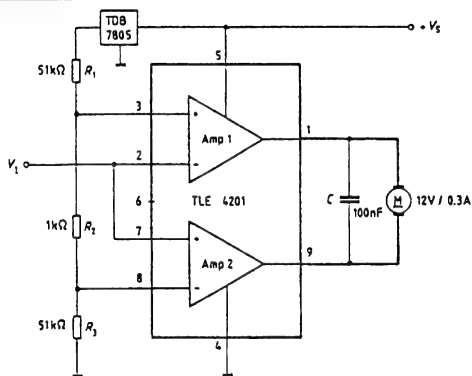 TDB
7805
+ Vs
51kΩ R1
5
3
+
Amp 1
1
VI
2
-
6
TLE 4201
C
100nF
M
12V / 0.3A
1kΩ R2
7
+
Amp 2
9
8
-
51kΩ R3
4